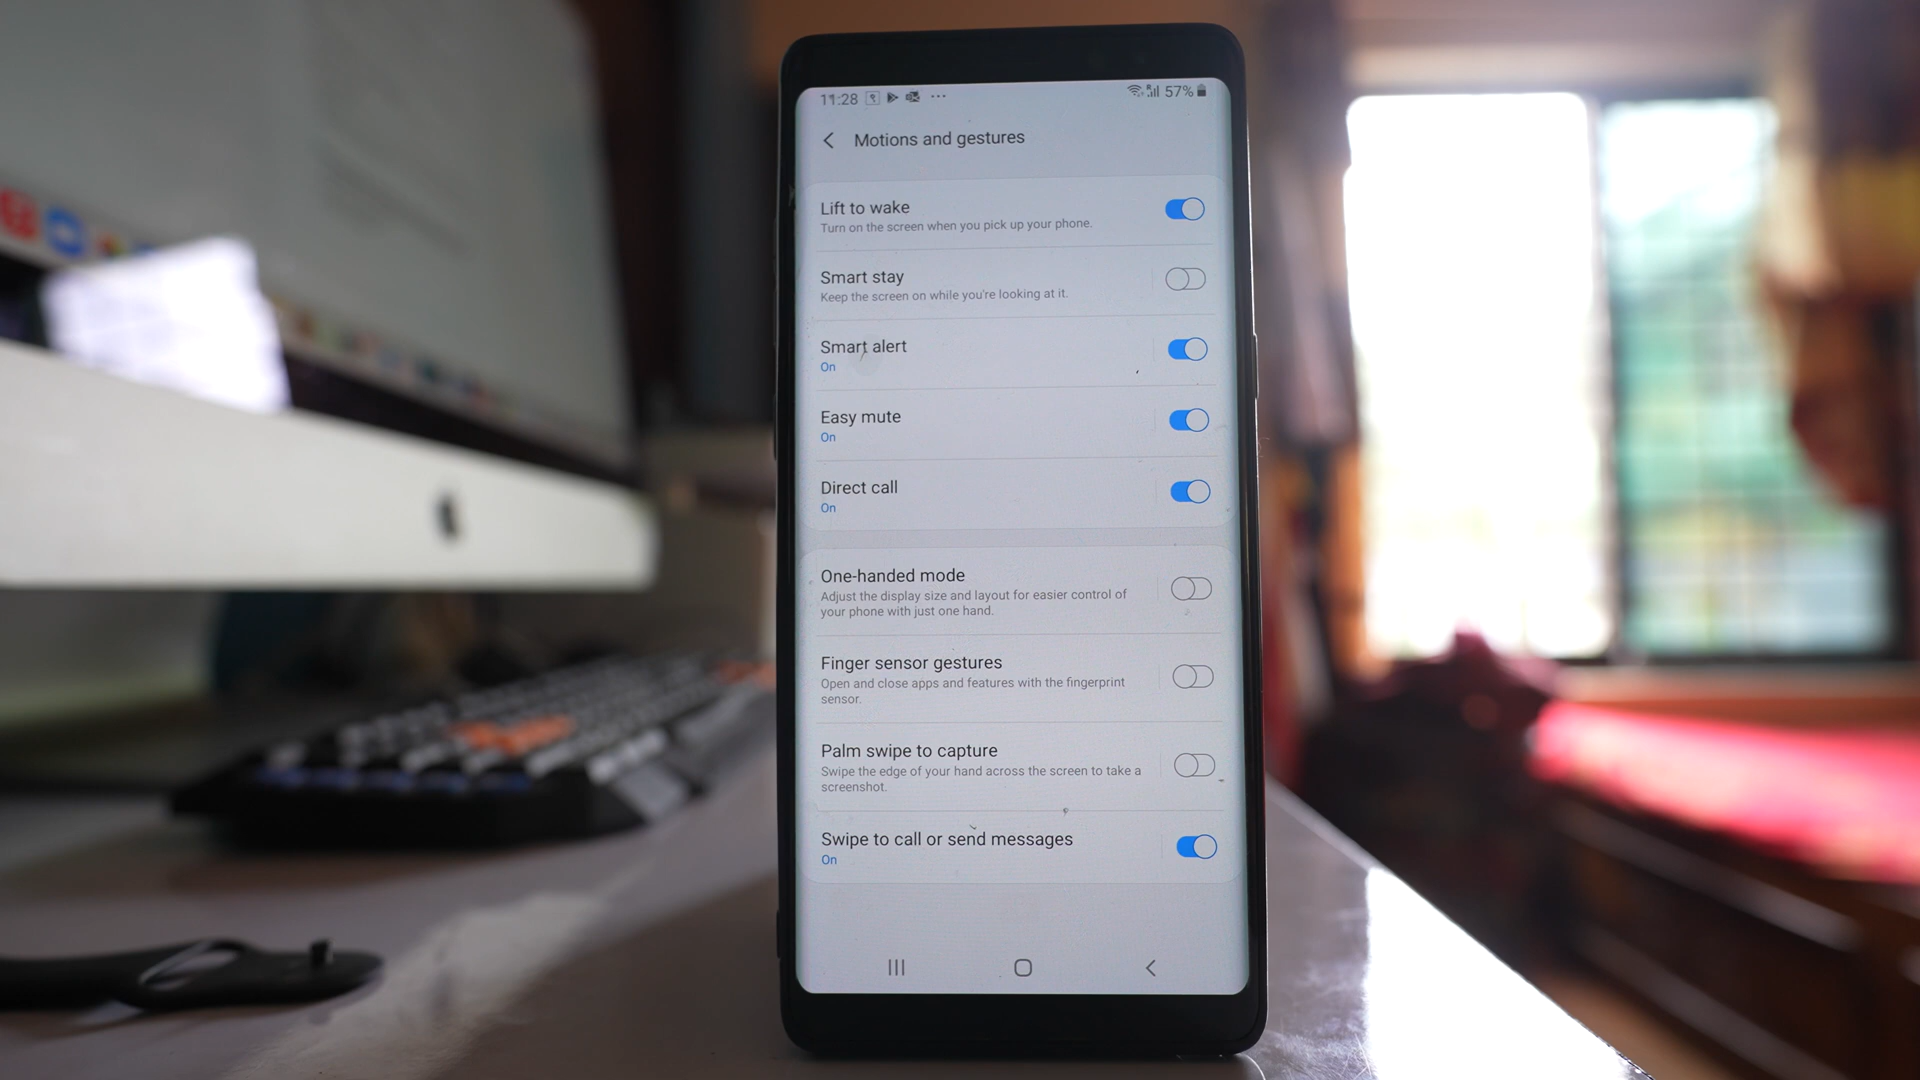 11:28 57%
Motions and gestures
Lift to wake
Turn on the screen when you pick up your phone.
Smart stay
Keep the screen on while you're looking at it.
Smart alert
On
Easy mute
On
Direct call
On
One-handed mode
Adjust the display size and layout for easier control of
your phone with just one hand.
Finger sensor gestures
Open and close apps and features with the fingerprint
sensor.
Palm swipe to capture
Swipe the edge of your hand across the screen to take a
screenshot.
Swipe to call or send messages
On